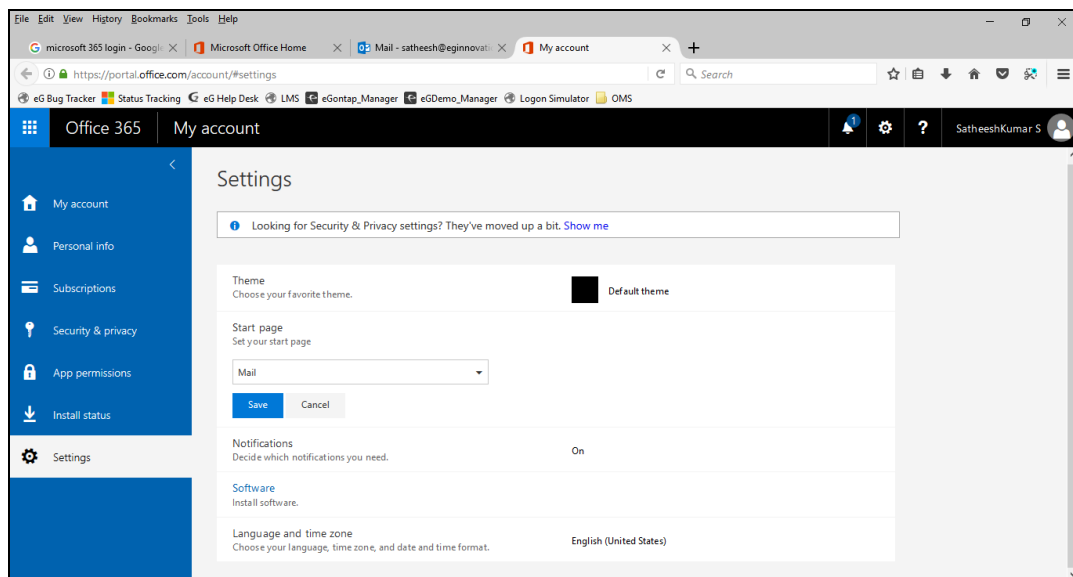 File Edit View History Bookmarks Tools Help
microsoft 365 login - Googl
Microsoft Office Home
Mail - satheesh@eginnovati
My account
https://portal.office.com/account/#settings
Search
eG Bug Tracker Status Tracking eG Help Desk LMS eGontap_Manager eGDemo_Manager Logon Simulator OMS
Office 365 My account
1
?
SatheeshKumar S
My account
Personal info
Subscriptions
Security & privacy
App permissions
Install status
Settings
Settings
Looking for Security & Privacy settings? They've moved up a bit. Show me
Theme
Choose your favorite theme.
Default theme
Start page
Set your start page
Mail
Save Cancel
Notifications
Decide which notifications you need.
On
Software
Install software.
Language and time zone
Choose your language, time zone, and date and time format.
English (United States)